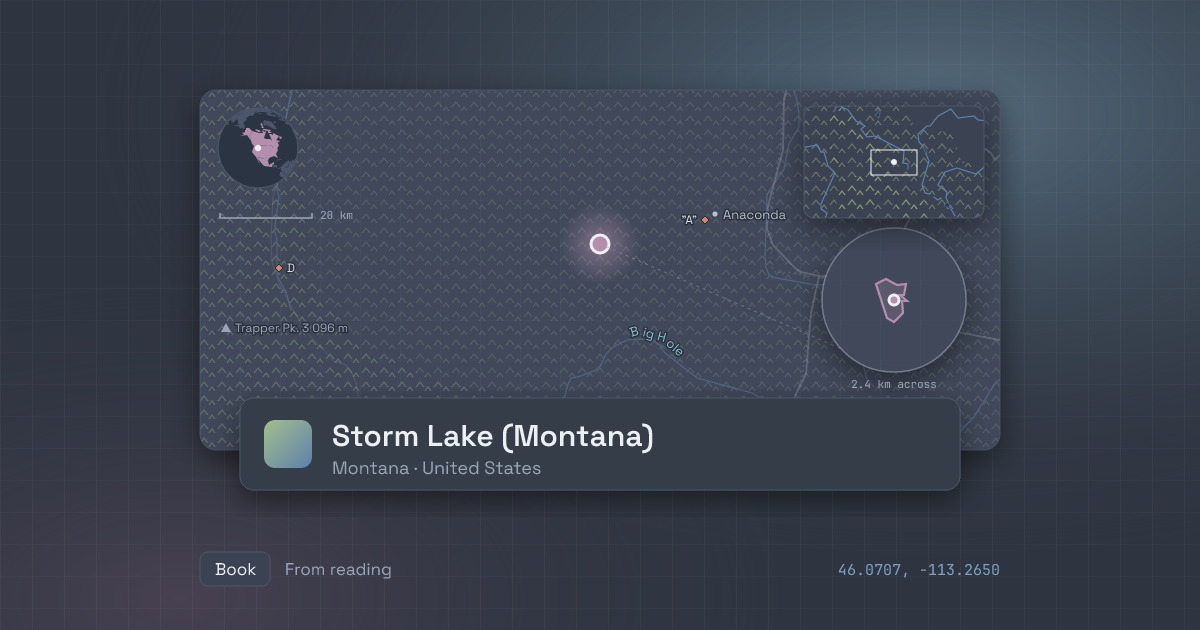 20 km
"A"
Anaconda
D
Trapper Pk. 3 096 m
Big Hole
2.4 km across
Storm Lake (Montana)
Montana · United States
Book
From reading
46.0707, -113.2650